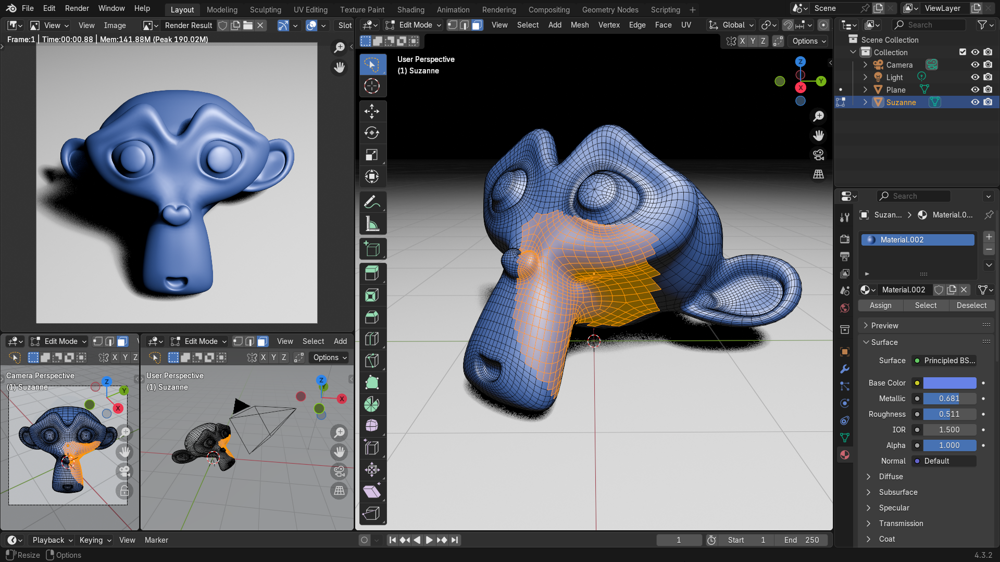 File Edit Render Window Help Layout Modeling Sculpting UV Editing Texture Paint Shading Animation Rendering Compositing Geometry Nodes Scripting + Scene ViewLayer
View View Image Render Result Slot
Frame:1 | Time:00:00.88 | Mem:141.88M (Peak 190.02M)
Edit Mode View Select Add Mesh Vertex Edge Face UV Global
X Y Z Options
User Perspective
(1) Suzanne
Z
Y
X
Search
Scene Collection
Collection
Camera
Light
Plane
Suzanne
Search
Suzan... > Material.0...
Material.002
Material.002
Assign Select Deselect
Preview
Surface
Surface Principled BS...
Base Color
Metallic 0.681
Roughness 0.511
IOR 1.500
Alpha 1.000
Normal Default
Diffuse
Subsurface
Specular
Transmission
Coat
Edit Mode
X Y Z
Camera Perspective
(1) Suzanne
Z
Y
X
Edit Mode View Select Add
X Y Z Options
User Perspective
(1) Suzanne
Z
Y
X
Playback Keying View Marker 1 Start 1 End 250
Resize Options 4.3.2